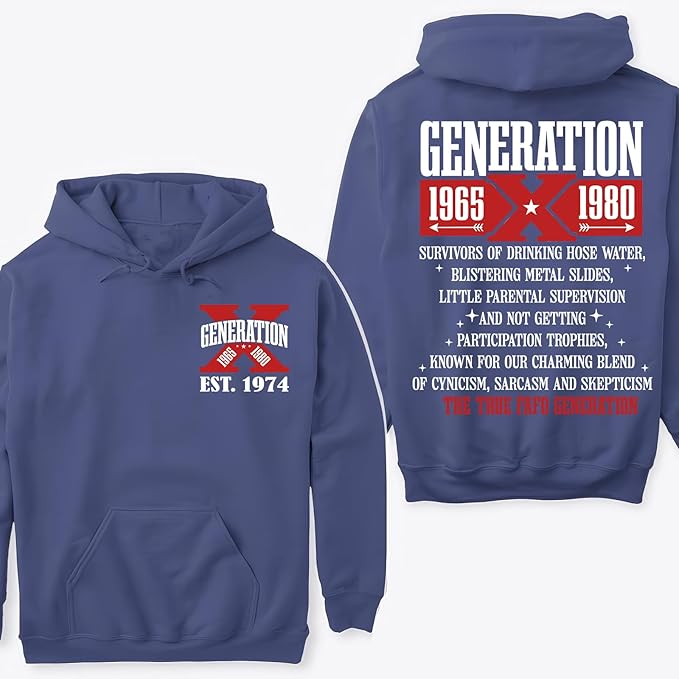 GENERATION
1965 1980
EST. 1974
GENERATION
1965 X 1980
SURVIVORS OF DRINKING HOSE WATER,
BLISTERING METAL SLIDES,
LITTLE PARENTAL SUPERVISION
AND NOT GETTING
PARTICIPATION TROPHIES,
KNOWN FOR OUR CHARMING BLEND
OF CYNICISM, SARCASM AND SKEPTICISM
THE TRUE FAFO GENERATION